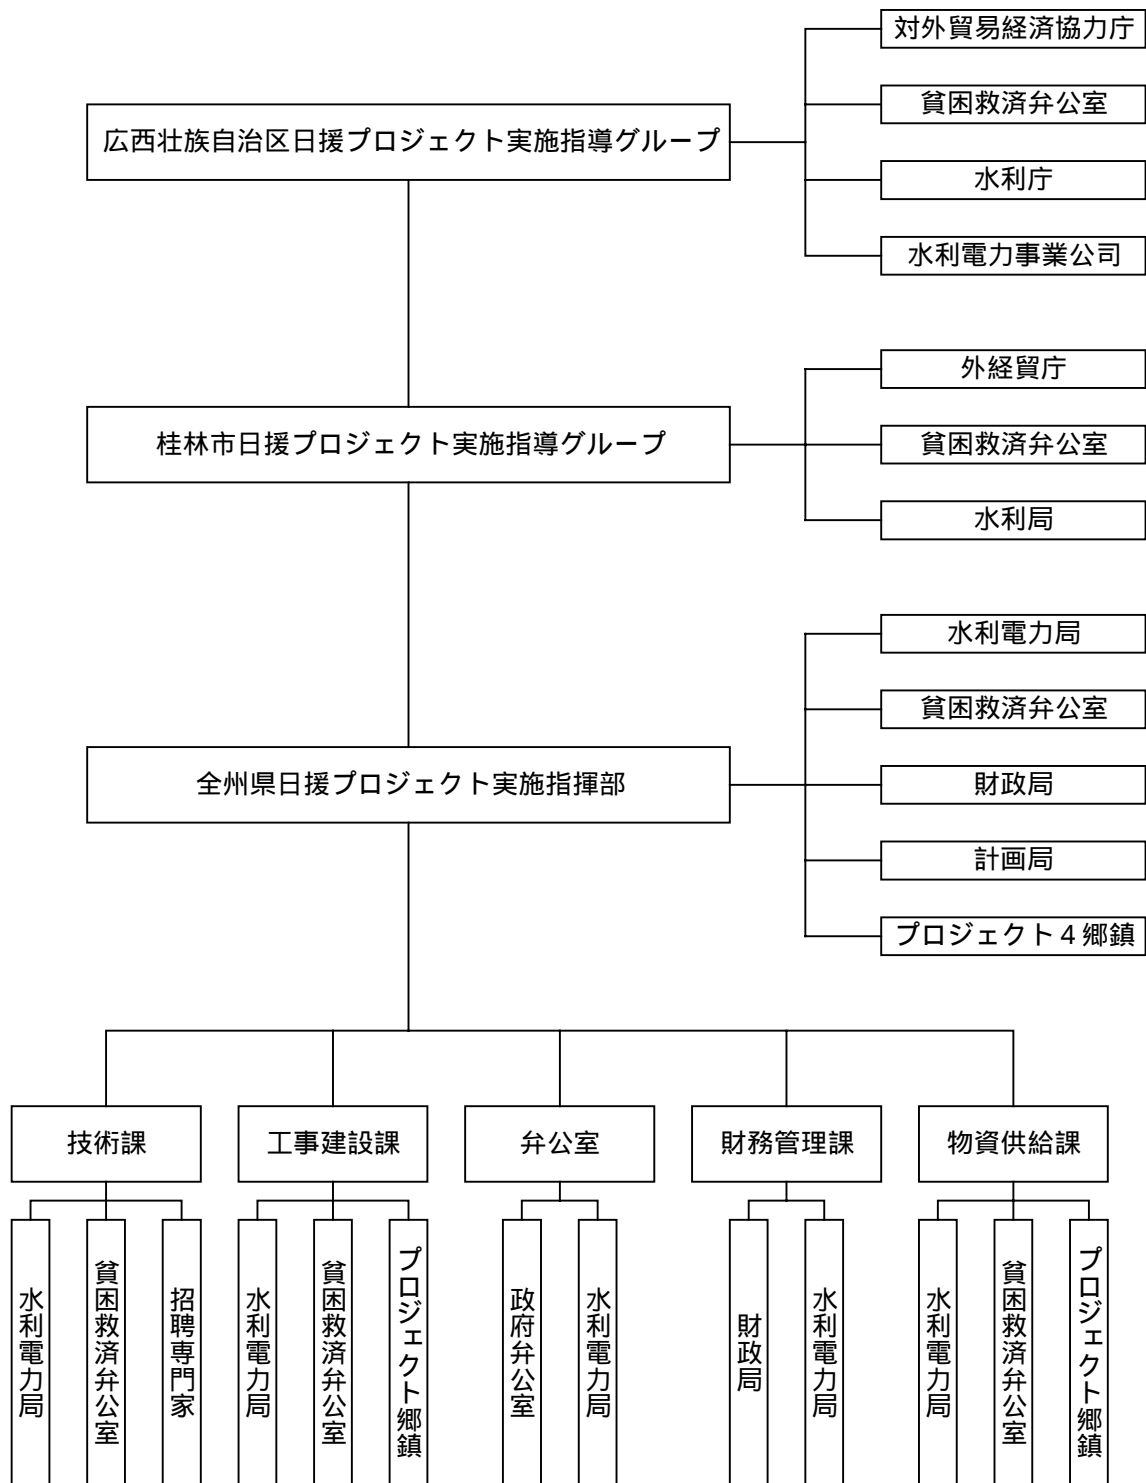 対外貿易経済協力庁
貧困救済弁公室
広西壮族自治区日援プロジェクト実施指導グループ
水利庁
水利電力事業公司
外経貿庁
貧困救済弁公室
桂林市日援プロジェクト実施指導グループ
水利局
水利電力局
貧困救済弁公室
全州県日援プロジェクト実施指揮部
財政局
計画局
プロジェクト４郷鎮
技術課
工事建設課
弁公室
財務管理課
物資供給課
水利電力局
貧困救済弁公室
招聘専門家
水利電力局
貧困救済弁公室
プロジェクト郷鎮
政府弁公室
水利電力局
財政局
水利電力局
水利電力局
貧困救済弁公室
プロジェクト郷鎮